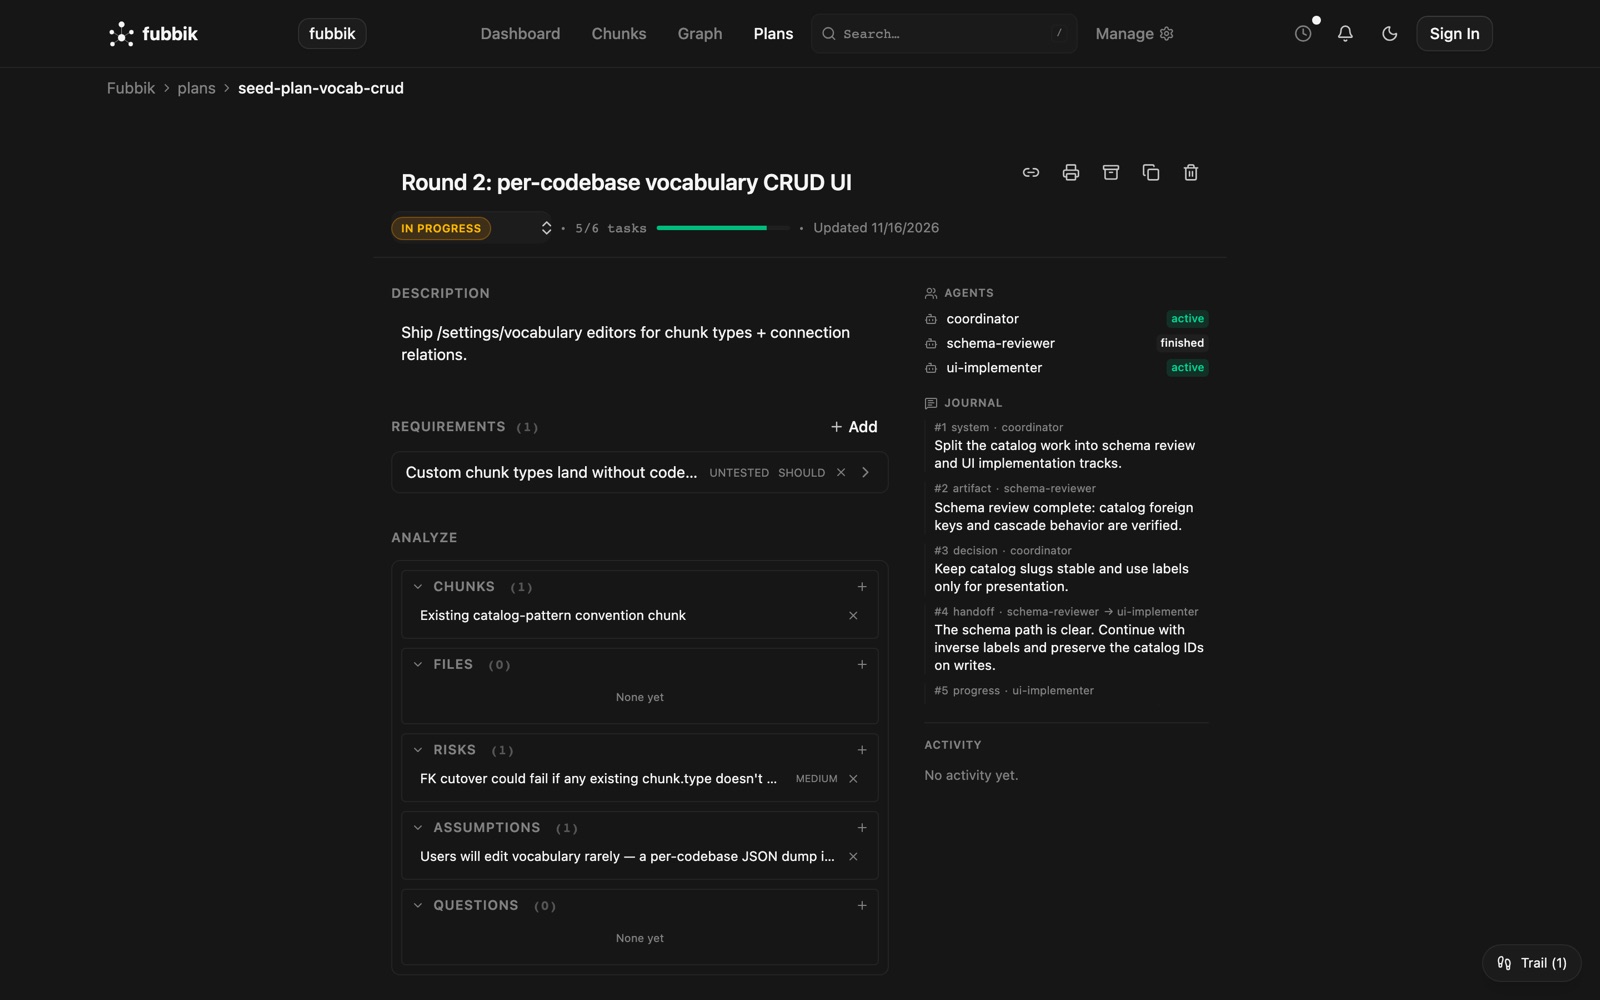 fubbik
fubbik
Dashboard
Chunks
Graph
Plans
Search…
/
Manage
Sign In
Fubbik > plans > seed-plan-vocab-crud
Round 2: per-codebase vocabulary CRUD UI
IN PROGRESS
· 5/6 tasks
· Updated 11/16/2026
DESCRIPTION
Ship /settings/vocabulary editors for chunk types + connection
relations.
REQUIREMENTS (1)
+ Add
Custom chunk types land without code... UNTESTED SHOULD
ANALYZE
CHUNKS (1)
Existing catalog-pattern convention chunk
FILES (0)
None yet
RISKS (1)
FK cutover could fail if any existing chunk.type doesn't ... MEDIUM
ASSUMPTIONS (1)
Users will edit vocabulary rarely — a per-codebase JSON dump i...
QUESTIONS (0)
None yet
AGENTS
coordinator active
schema-reviewer finished
ui-implementer active
JOURNAL
#1 system · coordinator
Split the catalog work into schema review
and UI implementation tracks.
#2 artifact · schema-reviewer
Schema review complete: catalog foreign
keys and cascade behavior are verified.
#3 decision · coordinator
Keep catalog slugs stable and use labels
only for presentation.
#4 handoff · schema-reviewer → ui-implementer
The schema path is clear. Continue with
inverse labels and preserve the catalog IDs
on writes.
#5 progress · ui-implementer
ACTIVITY
No activity yet.
Trail (1)